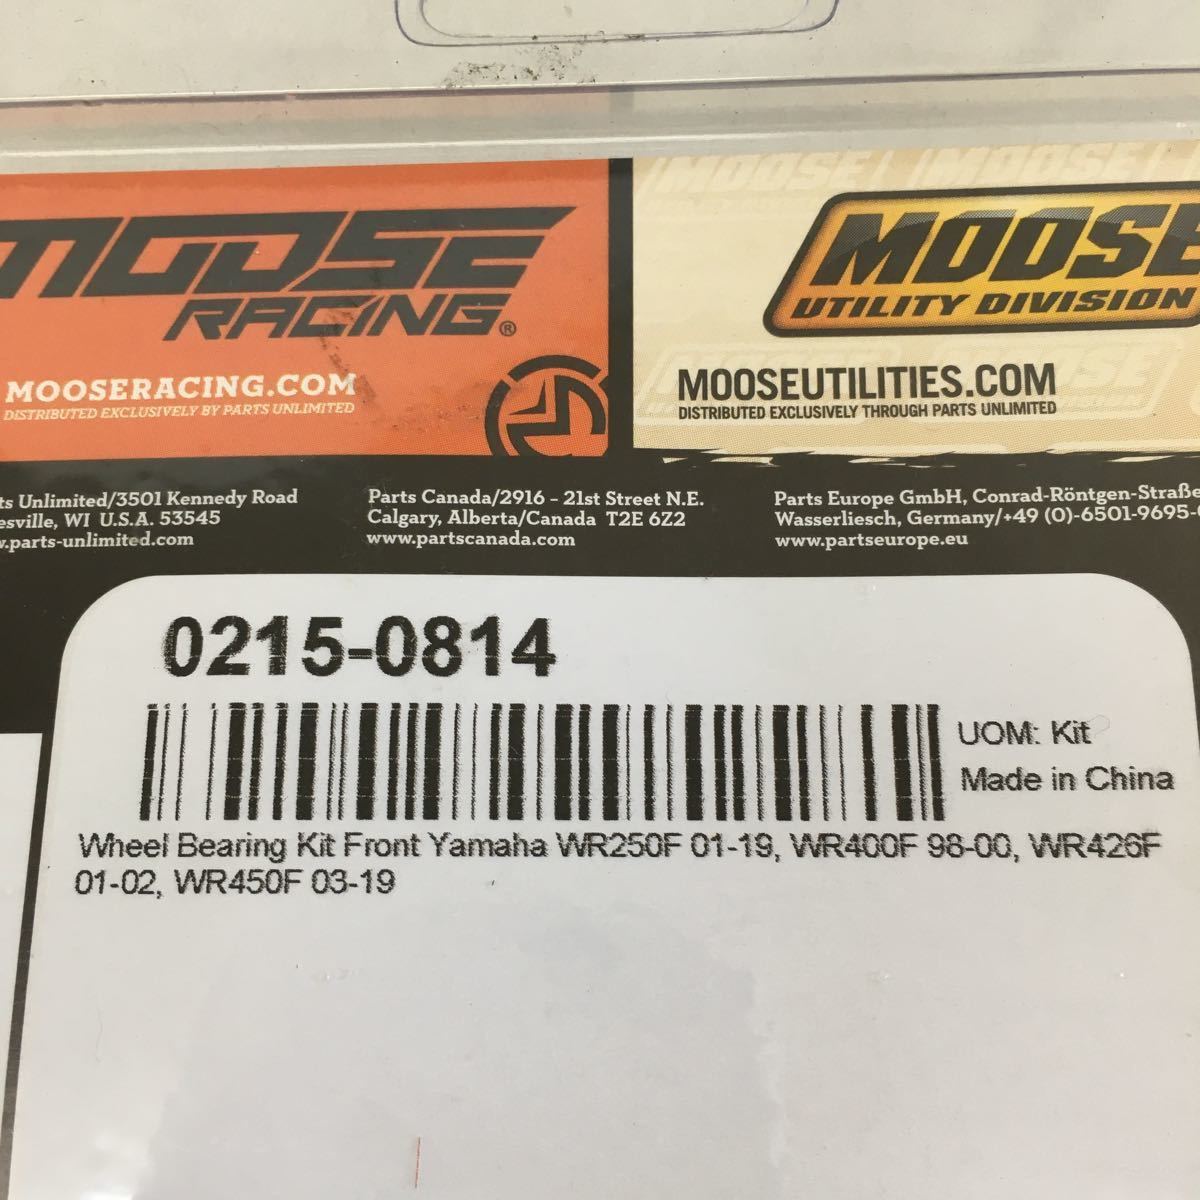 MOOSE
RACING®
MOOSERACING.COM
DISTRIBUTED EXCLUSIVELY BY PARTS UNLIMITED
MOOSE MOOSE
MOOSE
UTILITY DIVISION
MOOSEUTILITIES.COM
DISTRIBUTED EXCLUSIVELY THROUGH PARTS UNLIMITED
Unlimited/3501 Kennedy Road
WI U.S.A. 53545
.parts-unlimited.com
Parts Canada/2916 - 21st Street N.E.
Calgary, Alberta/Canada T2E 6Z2
www.partscanada.com
Parts Europe GmbH, Conrad-Röntgen-Straße
Wasserliesch, Germany/+49 (0)-6501-9695-
www.partseurope.eu
0215-0814
UOM: Kit
Made in China
Wheel Bearing Kit Front Yamaha WR250F 01-19, WR400F 98-00, WR426F
01-02, WR450F 03-19